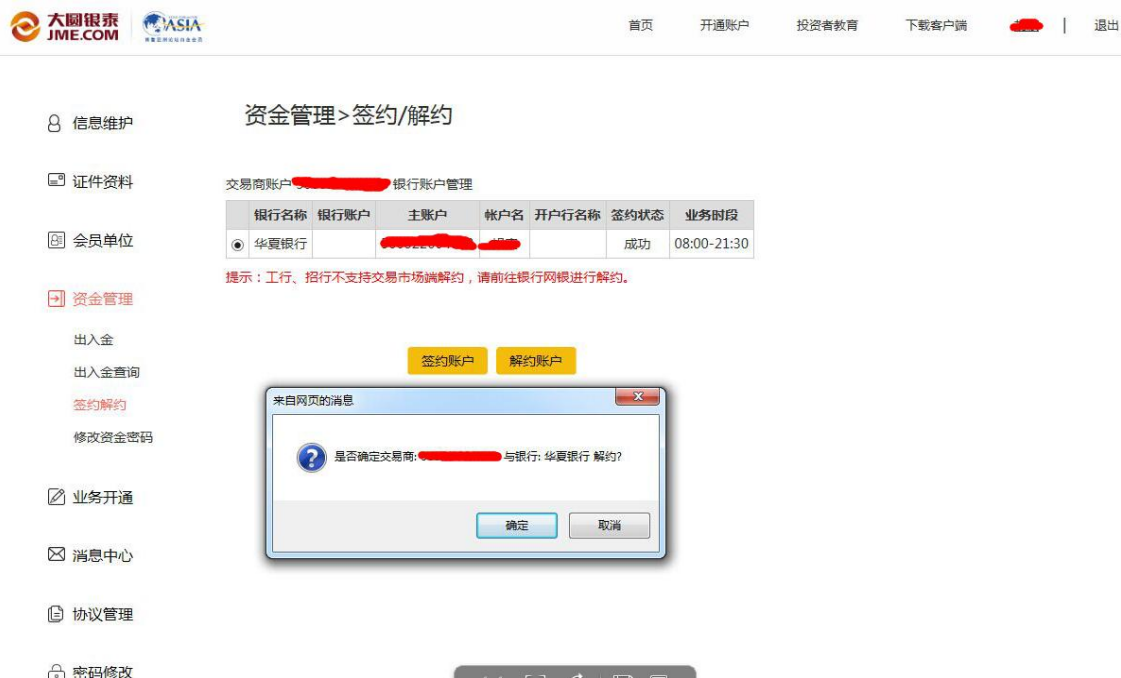 大圆银泰
JME.COM
ASIA
首页 开通账户 投资者教育 下载客户端 | 退出
资金管理>签约/解约
信息维护
证件资料
会员单位
资金管理
出入金
出入金查询
签约解约
修改资金密码
业务开通
消息中心
协议管理
密码修改
交易商账户 银行账户管理
银行名称 银行账户 主账户 帐户名 开户行名称 签约状态 业务时段
华夏银行 成功 08:00-21:30
提示：工行、招行不支持交易市场端解约，请前往银行网银进行解约。
签约账户 解约账户
来自网页的消息
是否确定交易商: 与银行: 华夏银行 解约?
确定 取消